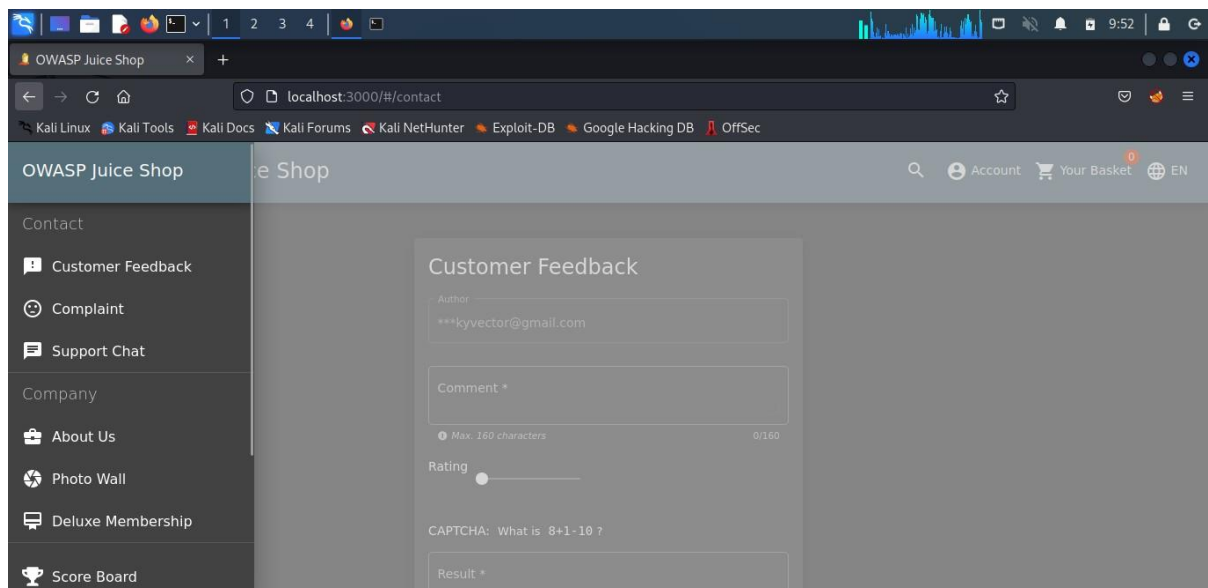 1 2 3 4 9:52
OWASP Juice Shop × +
localhost:3000/#/contact
Kali Linux Kali Tools Kali Docs Kali Forums Kali NetHunter Exploit-DB Google Hacking DB OffSec
OWASP Juice Shop e Shop Account 0 Your Basket EN
Contact
Customer Feedback
Complaint
Support Chat
Company
About Us
Photo Wall
Deluxe Membership
Score Board
Customer Feedback
Author
***kyvector@gmail.com
Comment *
Max. 160 characters 0/160
Rating
CAPTCHA: What is 8+1-10 ?
Result *